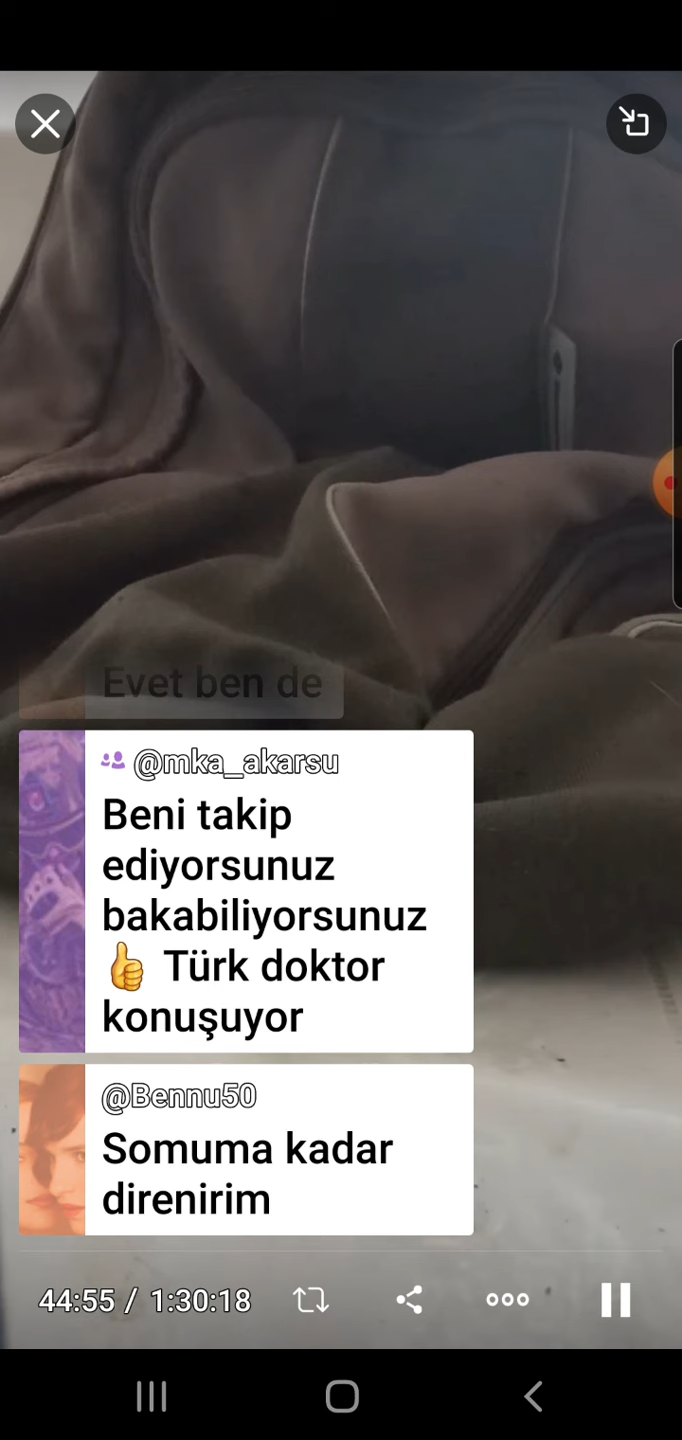 Evet ben de
@mka_akarsu
Beni takip
ediyorsunuz
bakabiliyorsunuz
👍 Türk doktor
konuşuyor
@Bennu50
Somuma kadar
direnirim
44:55 / 1:30:18